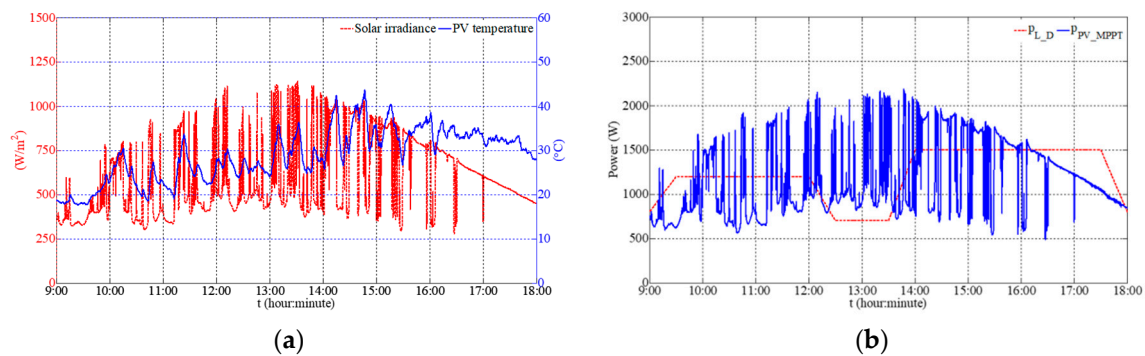 1500
1250
1000
750
500
250
0
(W/m²)
Solar irradiance PV temperature
60
50
40
30
20
10
0
(°C)
9:00 10:00 11:00 12:00 13:00 14:00 15:00 16:00 17:00 18:00
t (hour:minute)
(a)
3000
2500
2000
1500
1000
500
0
Power (W)
p_L_D p_PV_MPPT
9:00 10:00 11:00 12:00 13:00 14:00 15:00 16:00 17:00 18:00
t (hour:minute)
(b)